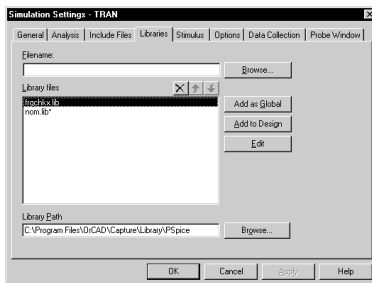 Simulation Settings - TRAN
General Analysis Include Files Libraries Stimulus Options Data Collection Probe Window
Filename:
Browse...
Library files
frgchkx.lib
nom.lib*
Add as Global
Add to Design
Edit
Library Path
C:\Program Files\OrCAD\Capture\Library\PSpice
Browse...
OK Cancel Apply Help